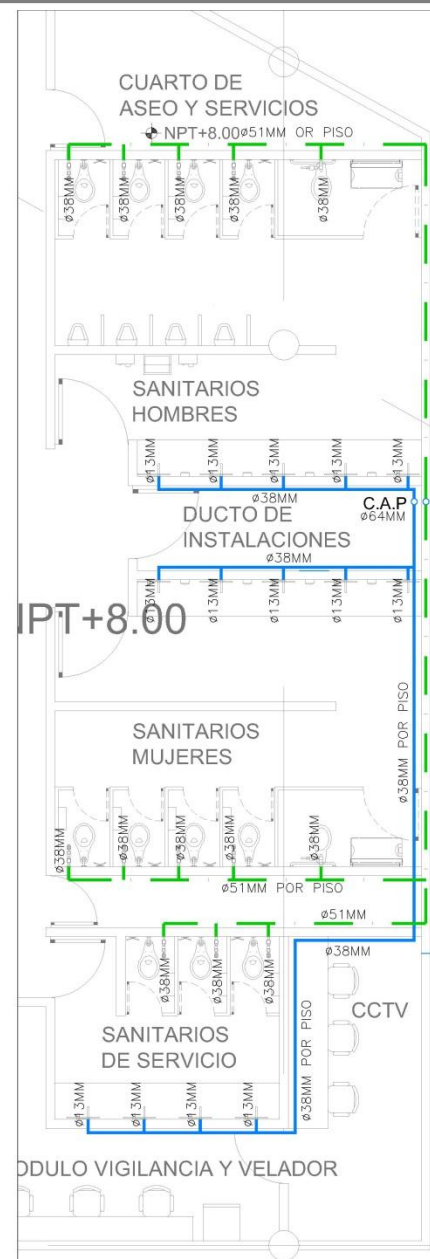 CUARTO DE
ASEO Y SERVICIOS
NPT+8.00 ø51MM OR PISO
ø38MM
ø38MM
ø38MM
ø38MM
ø38MM
SANITARIOS
HOMBRES
ø13MM
ø13MM
ø13MM
ø13MM
ø13MM
ø38MM
C.A.P
ø64MM
DUCTO DE
INSTALACIONES
ø38MM
ø13MM
ø13MM
ø13MM
ø13MM
ø13MM
IPT+8.00
ø38MM POR PISO
SANITARIOS
MUJERES
ø38MM
ø38MM
ø38MM
ø38MM
ø38MM
ø51MM POR PISO
ø51MM
ø38MM
ø38MM
ø38MM
ø38MM
CCTV
SANITARIOS
DE SERVICIO
ø38MM POR PISO
ø13MM
ø13MM
ø13MM
ø13MM
ODULO VIGILANCIA Y VELADOR